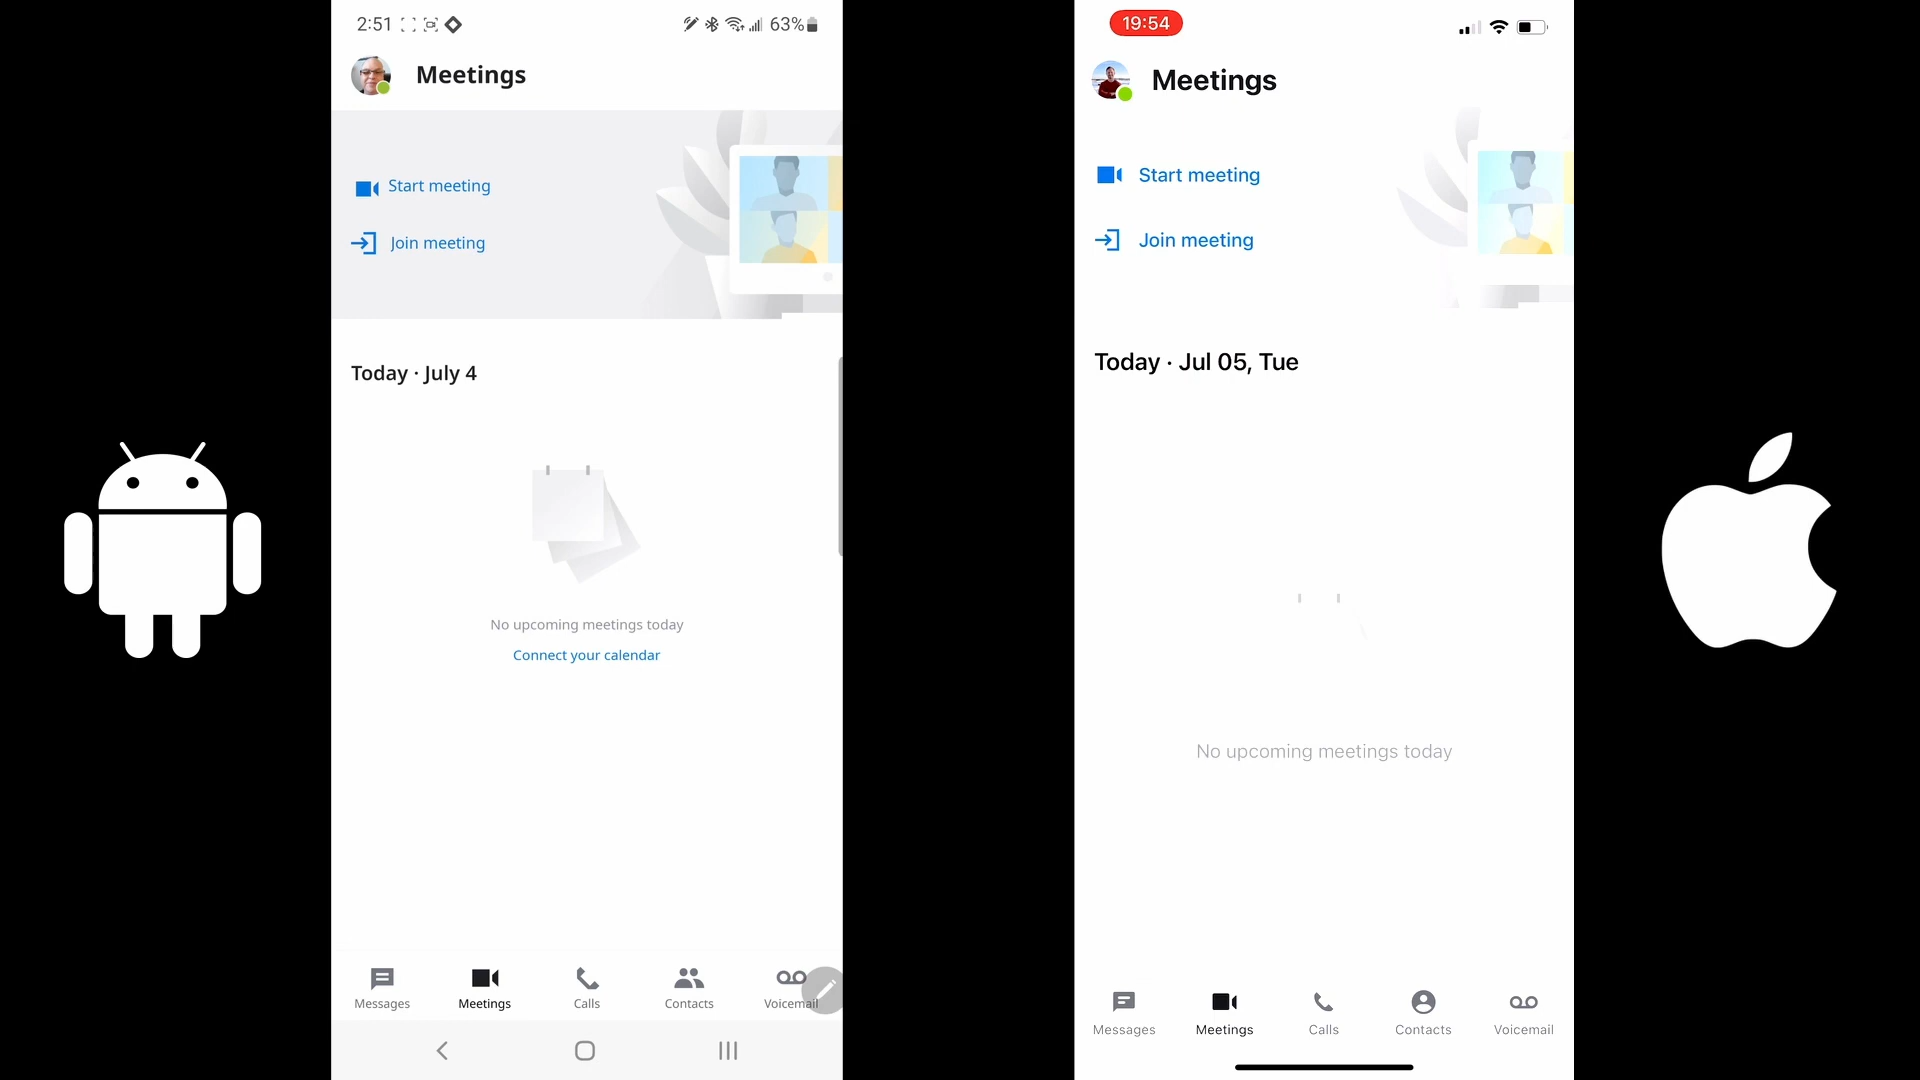 2:51
63%
Meetings
Start meeting
Join meeting
Today · July 4
No upcoming meetings today
Connect your calendar
Messages
Meetings
Calls
Contacts
Voicemail
19:54
Meetings
Start meeting
Join meeting
Today · Jul 05, Tue
No upcoming meetings today
Messages
Meetings
Calls
Contacts
Voicemail